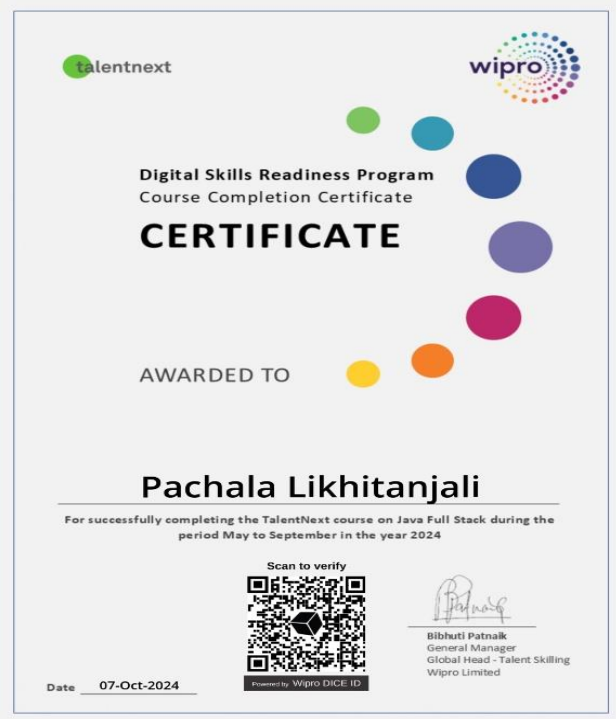 talentnext
wipro
Digital Skills Readiness Program
Course Completion Certificate
CERTIFICATE
AWARDED TO
Pachala Likhitanjali
For successfully completing the TalentNext course on Java Full Stack during the
period May to September in the year 2024
Scan to verify
Powered by Wipro DICE ID
BPatnaik
Bibhuti Patnaik
General Manager
Global Head - Talent Skilling
Wipro Limited
Date 07-Oct-2024